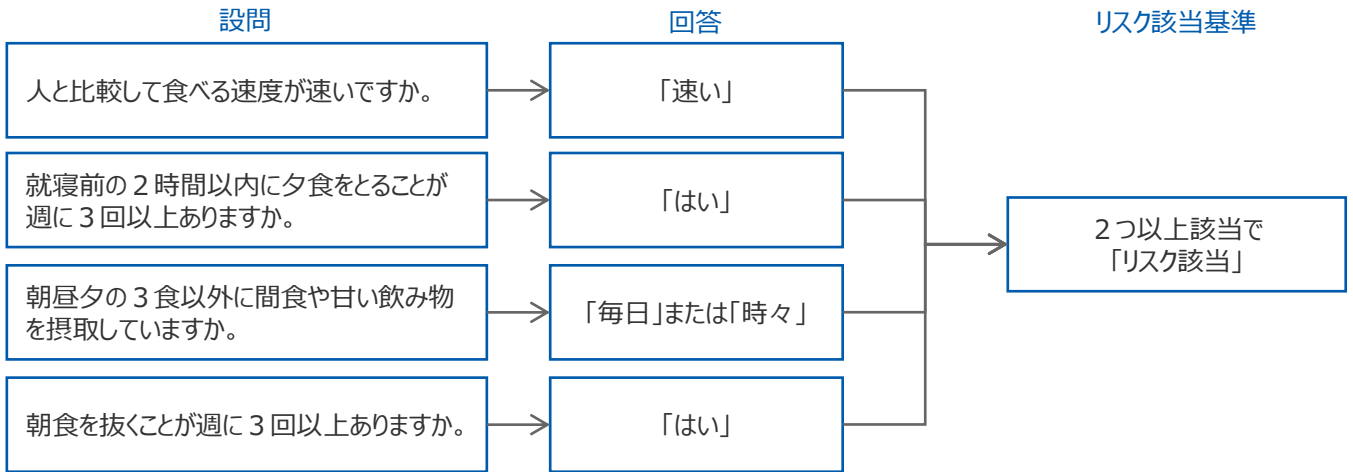 設問
回答
リスク該当基準
人と比較して食べる速度が速いですか。
「速い」
就寝前の2時間以内に夕食をとることが
週に3回以上ありますか。
「はい」
2つ以上該当で
「リスク該当」
朝昼夕の3食以外に間食や甘い飲み物
を摂取していますか。
「毎日」または「時々」
朝食を抜くことが週に3回以上ありますか。
「はい」